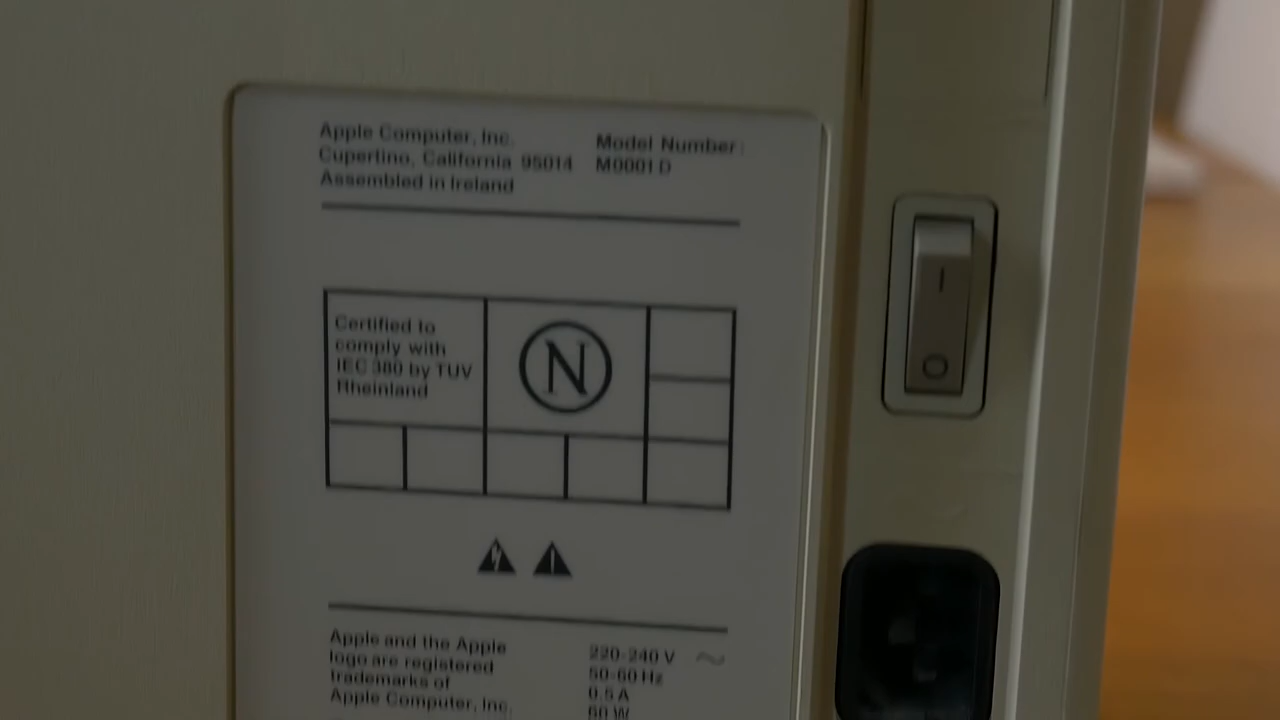 Apple Computer, Inc.
Cupertino, California 95014
Assembled in Ireland
Model Number:
M0001D
Certified to
comply with
IEC 380 by TUV
Rheinland
N
Apple and the Apple
logo are registered
trademarks of
Apple Computer, Inc.
220-240 V ~
50-60 Hz
0.5 A
60 W